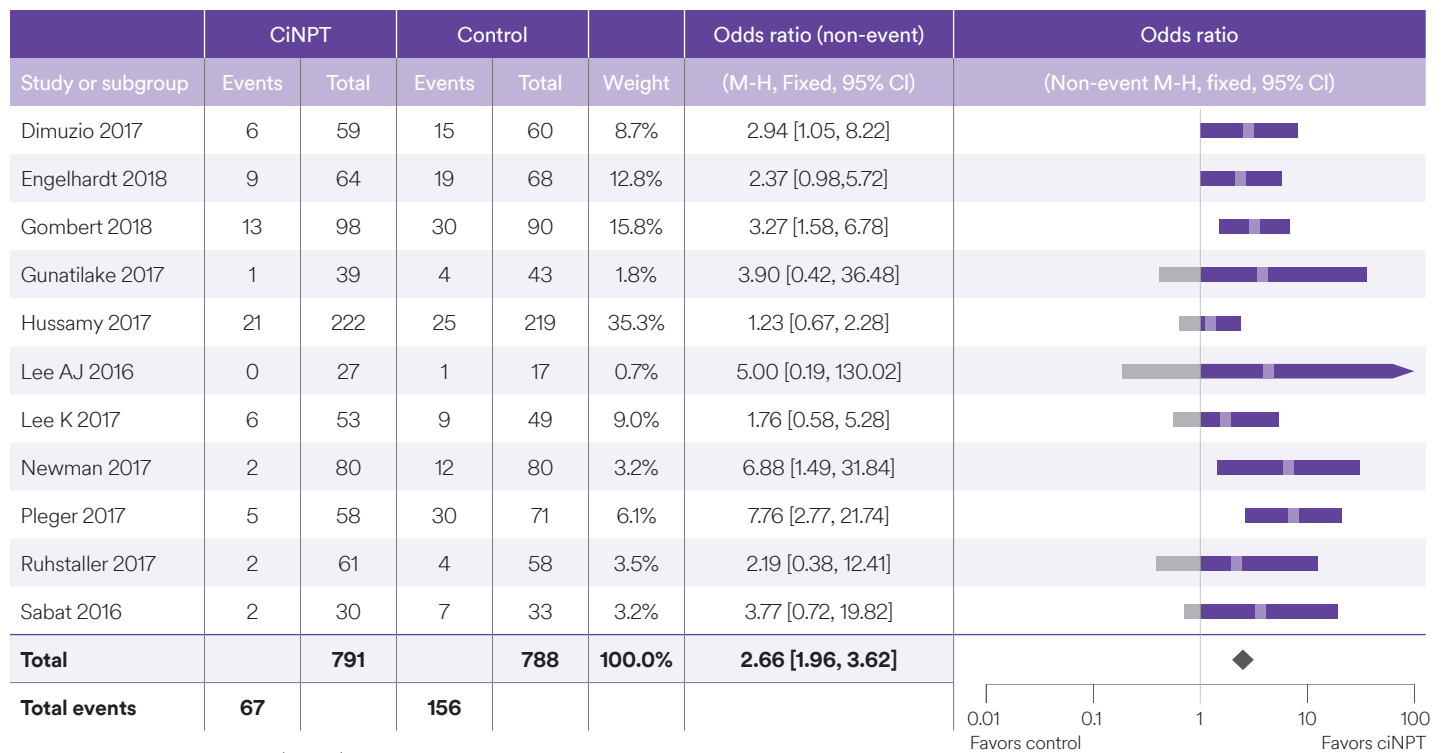 CiNPT Control Odds ratio (non-event) Odds ratio
Study or subgroup Events Total Events Total Weight (M-H, Fixed, 95% CI) (Non-event M-H, fixed, 95% CI)
Dimuzio 2017 6 59 15 60 8.7% 2.94 [1.05, 8.22]
Engelhardt 2018 9 64 19 68 12.8% 2.37 [0.98,5.72]
Gombert 2018 13 98 30 90 15.8% 3.27 [1.58, 6.78]
Gunatilake 2017 1 39 4 43 1.8% 3.90 [0.42, 36.48]
Hussamy 2017 21 222 25 219 35.3% 1.23 [0.67, 2.28]
Lee AJ 2016 0 27 1 17 0.7% 5.00 [0.19, 130.02]
Lee K 2017 6 53 9 49 9.0% 1.76 [0.58, 5.28]
Newman 2017 2 80 12 80 3.2% 6.88 [1.49, 31.84]
Pleger 2017 5 58 30 71 6.1% 7.76 [2.77, 21.74]
Ruhstaller 2017 2 61 4 58 3.5% 2.19 [0.38, 12.41]
Sabat 2016 2 30 7 33 3.2% 3.77 [0.72, 19.82]
Total 791 788 100.0% 2.66 [1.96, 3.62]
Total events 67 156
0.01 0.1 1 10 100
Favors control Favors ciNPT